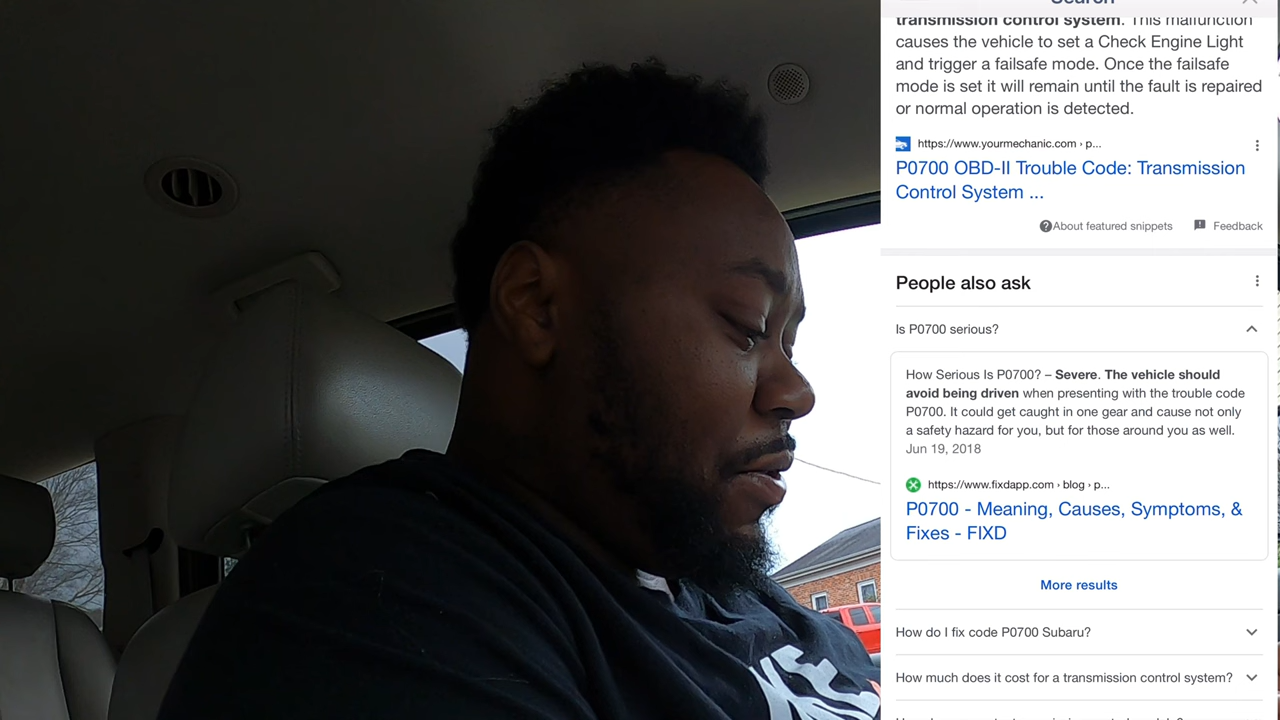 Search
transmission control system. This malfunction
causes the vehicle to set a Check Engine Light
and trigger a failsafe mode. Once the failsafe
mode is set it will remain until the fault is repaired
or normal operation is detected.
https://www.yourmechanic.com › p...
P0700 OBD-II Trouble Code: Transmission
Control System ...
About featured snippets Feedback
People also ask
Is P0700 serious?
How Serious Is P0700? – Severe. The vehicle should
avoid being driven when presenting with the trouble code
P0700. It could get caught in one gear and cause not only
a safety hazard for you, but for those around you as well.
Jun 19, 2018
https://www.fixdapp.com › blog › p...
P0700 - Meaning, Causes, Symptoms, &
Fixes - FIXD
More results
How do I fix code P0700 Subaru?
How much does it cost for a transmission control system?